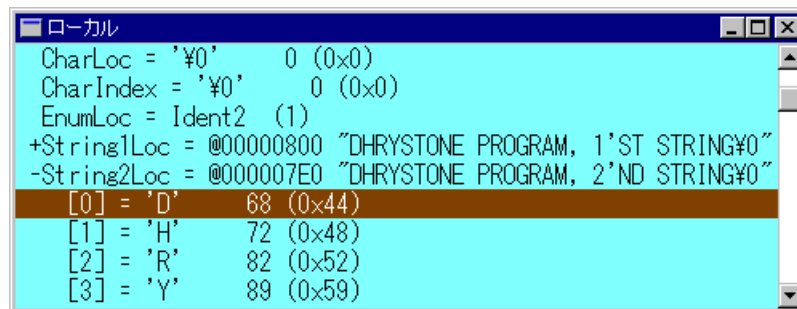 ローカル
CharLoc = '¥0' 0 (0x0)
CharIndex = '¥0' 0 (0x0)
EnumLoc = Ident2 (1)
+String1Loc = @00000800 "DHRYSTONE PROGRAM, 1'ST STRING¥0"
-String2Loc = @000007E0 "DHRYSTONE PROGRAM, 2'ND STRING¥0"
[0] = 'D' 68 (0x44)
[1] = 'H' 72 (0x48)
[2] = 'R' 82 (0x52)
[3] = 'Y' 89 (0x59)